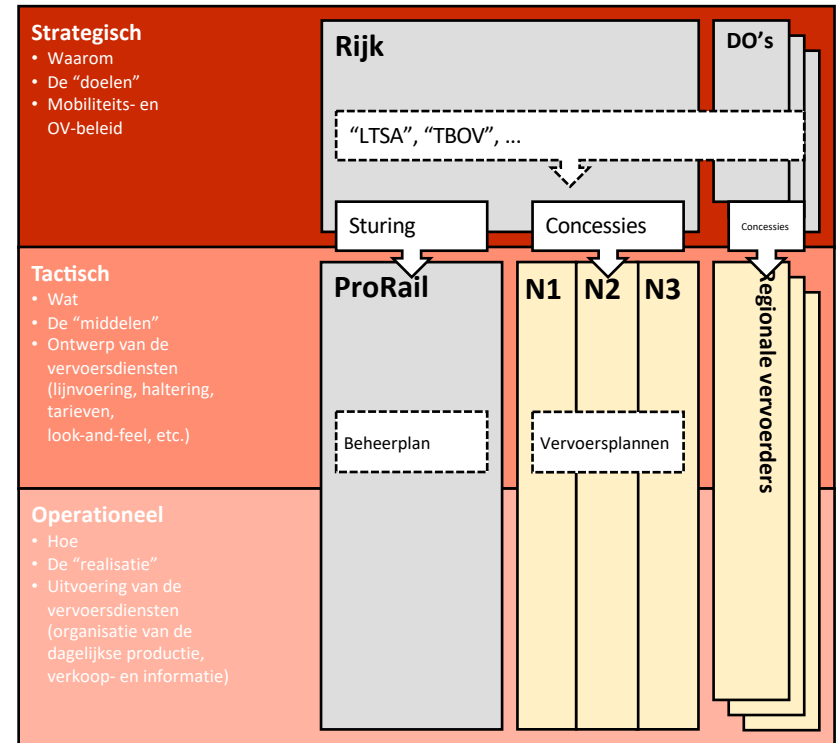 Strategisch
• Waarom
• De “doelen”
• Mobiliteits- en
OV-beleid
Rijk
DO’s
“LTSA”, “TBOV”, ...
Sturing
Concessies
Concessies
Tactisch
• Wat
• De “middelen”
• Ontwerp van de
vervoersdiensten
(lijnvoering, haltering,
tarieven,
look-and-feel, etc.)
ProRail
N1
N2
N3
Regionale vervoerders
Beheerplan
Vervoersplannen
Operationeel
• Hoe
• De “realisatie”
• Uitvoering van de
vervoersdiensten
(organisatie van de
dagelijkse productie,
verkoop- en informatie)